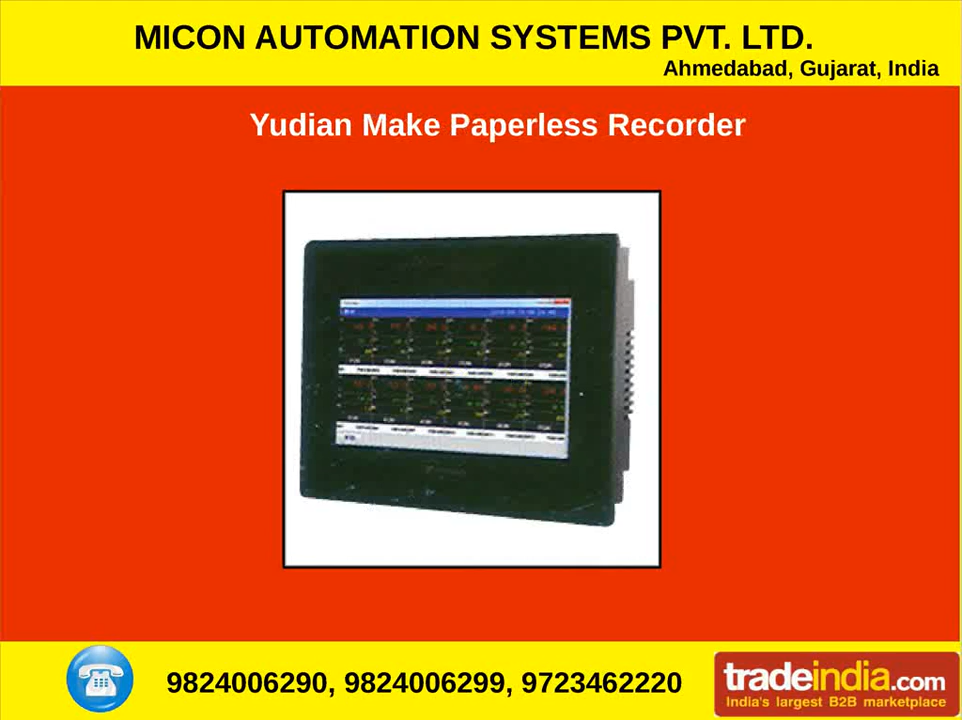 MICON AUTOMATION SYSTEMS PVT. LTD.
Ahmedabad, Gujarat, India
Yudian Make Paperless Recorder
9824006290, 9824006299, 9723462220
tradeindia.com
India's largest B2B marketplace